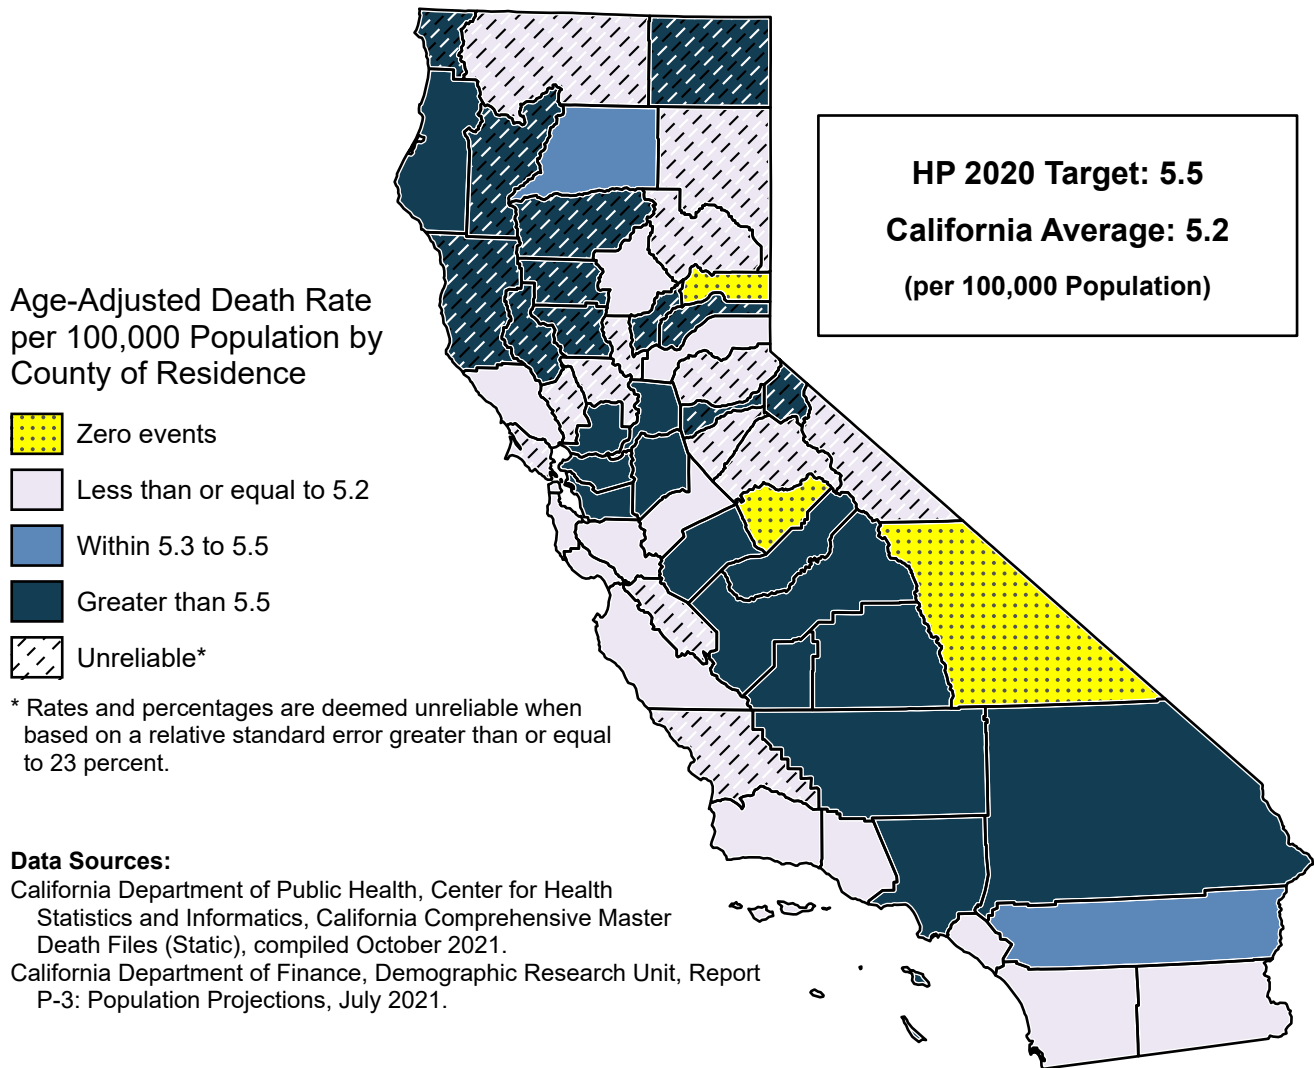 HP 2020 Target: 5.5
California Average: 5.2
(per 100,000 Population)
Age-Adjusted Death Rate
per 100,000 Population by
County of Residence
Zero events
Less than or equal to 5.2
Within 5.3 to 5.5
Greater than 5.5
Unreliable*
* Rates and percentages are deemed unreliable when
based on a relative standard error greater than or equal
to 23 percent.
Data Sources:
California Department of Public Health, Center for Health
Statistics and Informatics, California Comprehensive Master
Death Files (Static), compiled October 2021.
California Department of Finance, Demographic Research Unit, Report
P-3: Population Projections, July 2021.